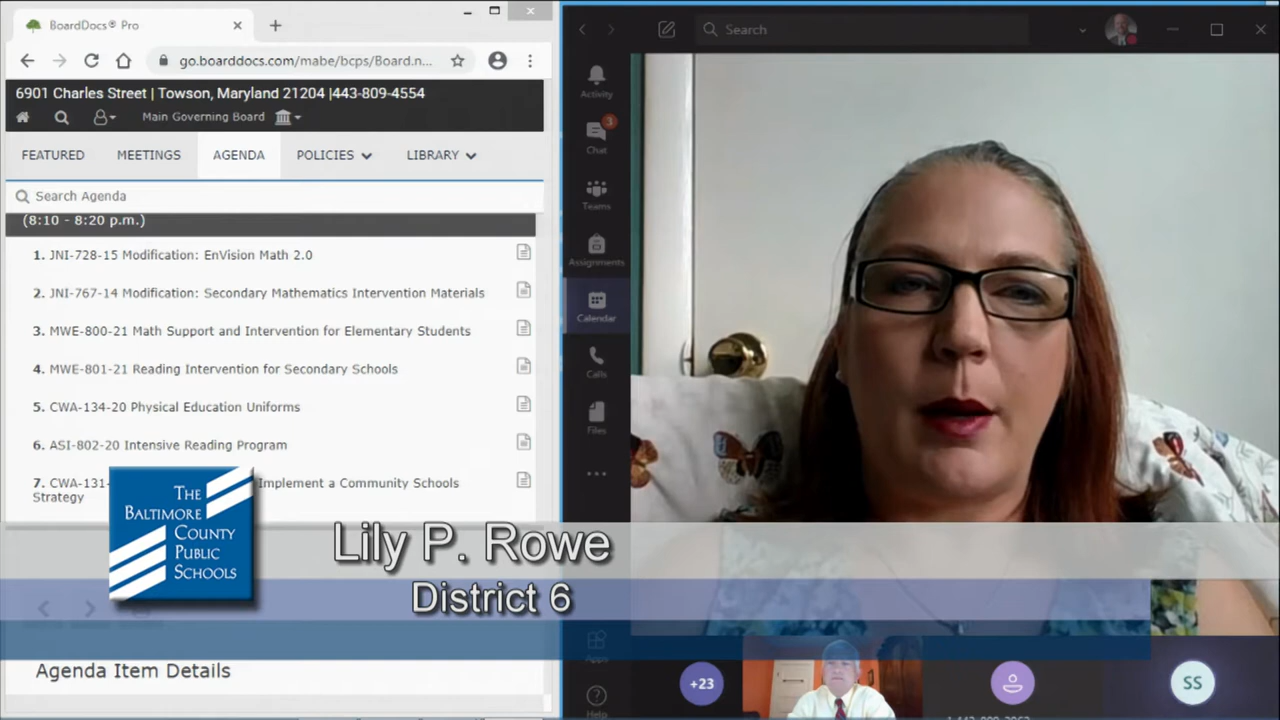 BoardDocs® Pro
go.boarddocs.com/mabe/bcps/Board.n...
6901 Charles Street | Towson, Maryland 21204 |443-809-4554
Main Governing Board
FEATURED MEETINGS AGENDA POLICIES LIBRARY
Search Agenda
(8:10 - 8:20 p.m.)
1. JNI-728-15 Modification: EnVision Math 2.0
2. JNI-767-14 Modification: Secondary Mathematics Intervention Materials
3. MWE-800-21 Math Support and Intervention for Elementary Students
4. MWE-801-21 Reading Intervention for Secondary Schools
5. CWA-134-20 Physical Education Uniforms
6. ASI-802-20 Intensive Reading Program
7. CWA-131- Implement a Community Schools
Strategy
THE
BALTIMORE
COUNTY
PUBLIC
SCHOOLS
Lily P. Rowe
District 6
Agenda Item Details
Search
Activity
3
Chat
Teams
Assignments
Calendar
Calls
Files
Apps
Help
+23
SS